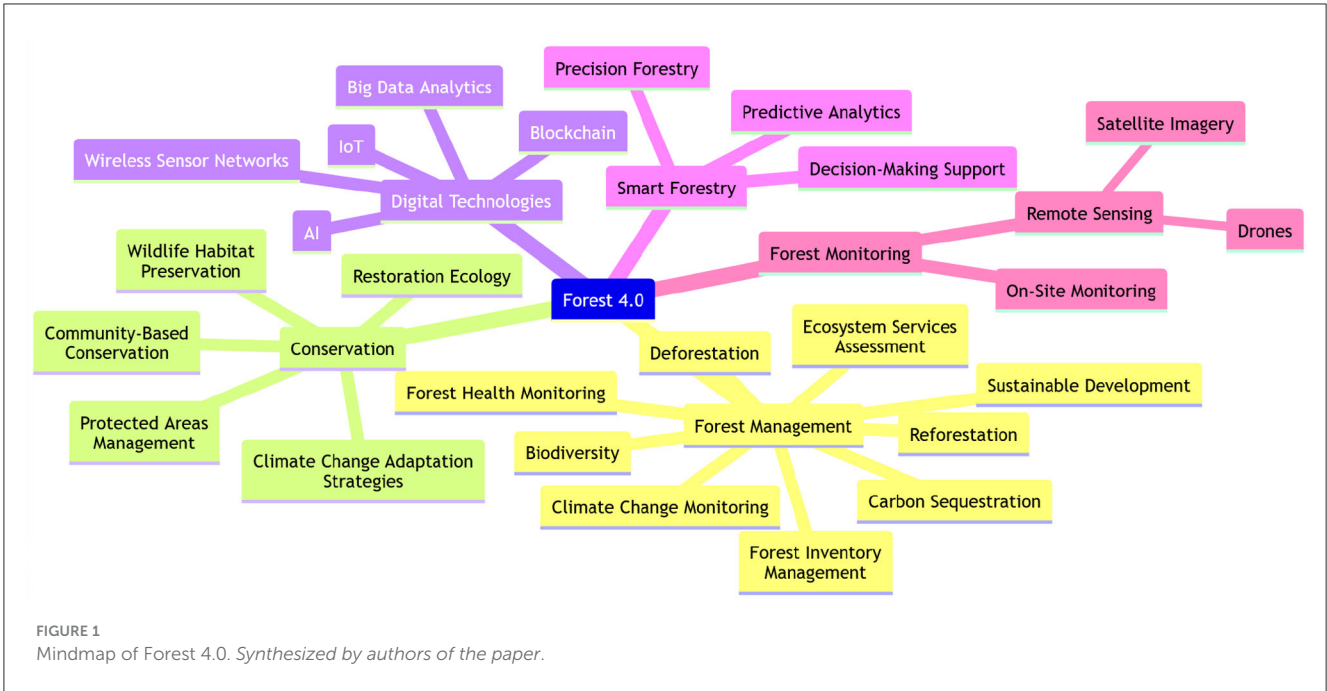 Precision Forestry
Big Data Analytics
Predictive Analytics
Blockchain
Satellite Imagery
IoT
Wireless Sensor Networks
Decision-Making Support
Smart Forestry
Digital Technologies
Remote Sensing
AI
Drones
Wildlife Habitat
Preservation
Forest Monitoring
Restoration Ecology
On-Site Monitoring
Forest 4.0
Community-Based
Conservation
Conservation
Deforestation
Ecosystem Services
Assessment
Forest Health Monitoring
Sustainable Development
Protected Areas
Management
Forest Management
Reforestation
Biodiversity
Climate Change Adaptation
Strategies
Climate Change Monitoring
Carbon Sequestration
Forest Inventory
Management
FIGURE 1
Mindmap of Forest 4.0. Synthesized by authors of the paper.